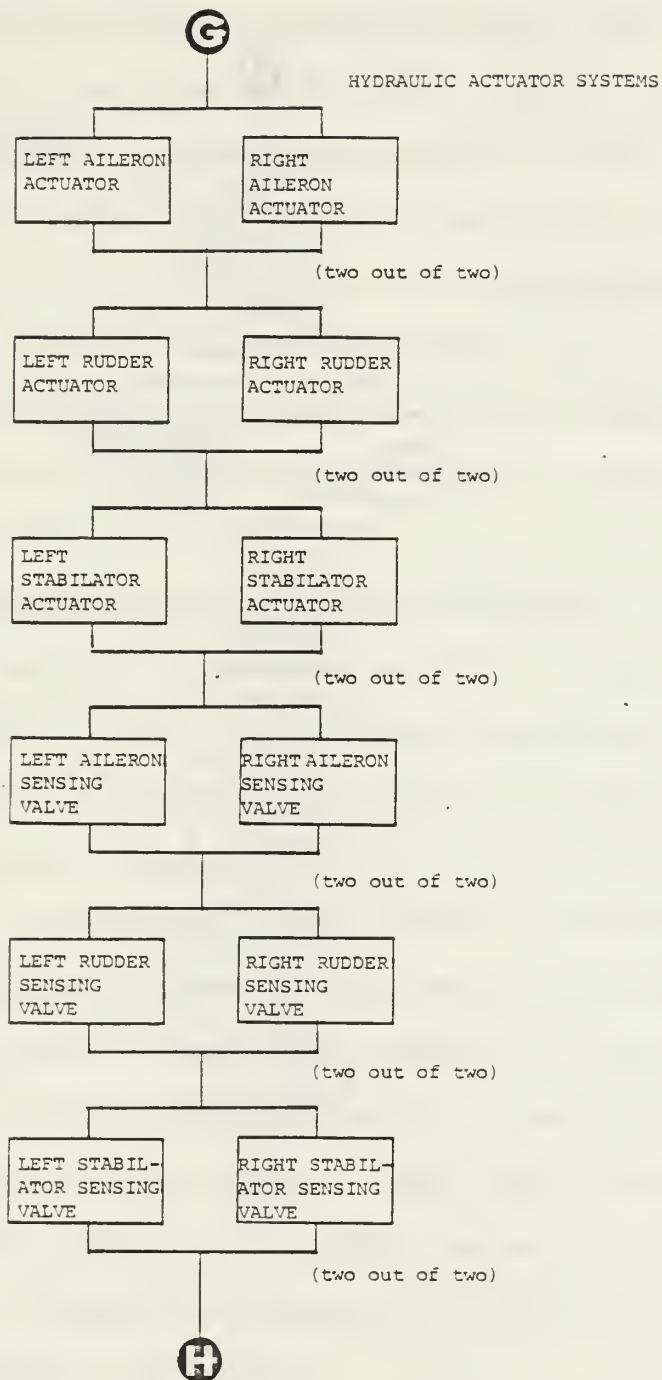 G
HYDRAULIC ACTUATOR SYSTEMS
LEFT AILERON
ACTUATOR
RIGHT
AILERON
ACTUATOR
(two out of two)
LEFT RUDDER
ACTUATOR
RIGHT RUDDER
ACTUATOR
(two out of two)
LEFT
STABILATOR
ACTUATOR
RIGHT
STABILATOR
ACTUATOR
(two out of two)
LEFT AILERON
SENSING
VALVE
RIGHT AILERON
SENSING
VALVE
(two out of two)
LEFT RUDDER
SENSING
VALVE
RIGHT RUDDER
SENSING
VALVE
(two out of two)
LEFT STABIL-
ATOR SENSING
VALVE
RIGHT STABIL-
ATOR SENSING
VALVE
(two out of two)
H